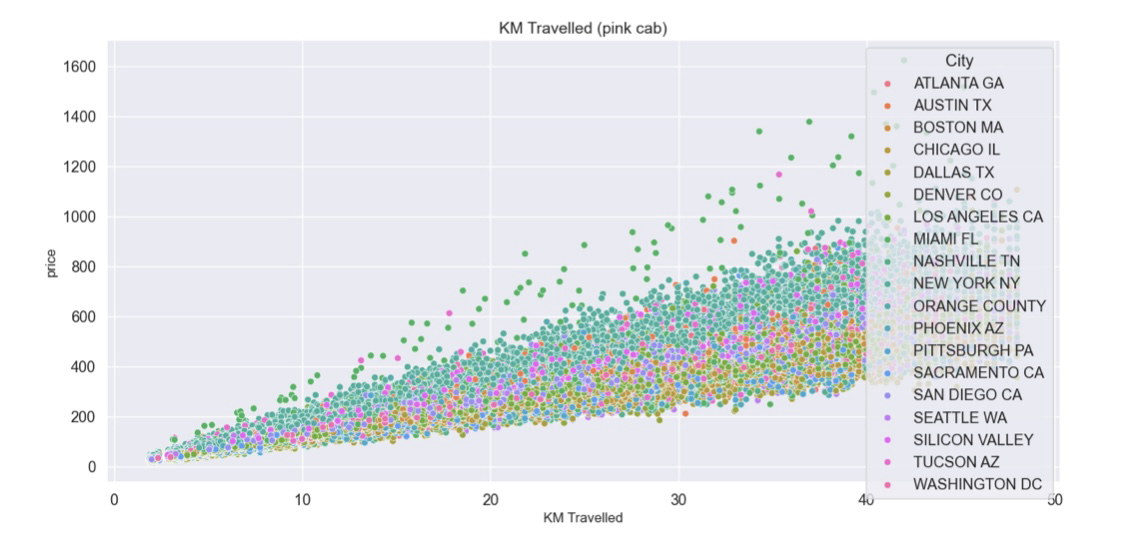 KM Travelled (pink cab)
1600
1400
1200
1000
800
600
400
200
0
price
0
10
20
30
40
50
KM Travelled
City
ATLANTA GA
AUSTIN TX
BOSTON MA
CHICAGO IL
DALLAS TX
DENVER CO
LOS ANGELES CA
MIAMI FL
NASHVILLE TN
NEW YORK NY
ORANGE COUNTY
PHOENIX AZ
PITTSBURGH PA
SACRAMENTO CA
SAN DIEGO CA
SEATTLE WA
SILICON VALLEY
TUCSON AZ
WASHINGTON DC